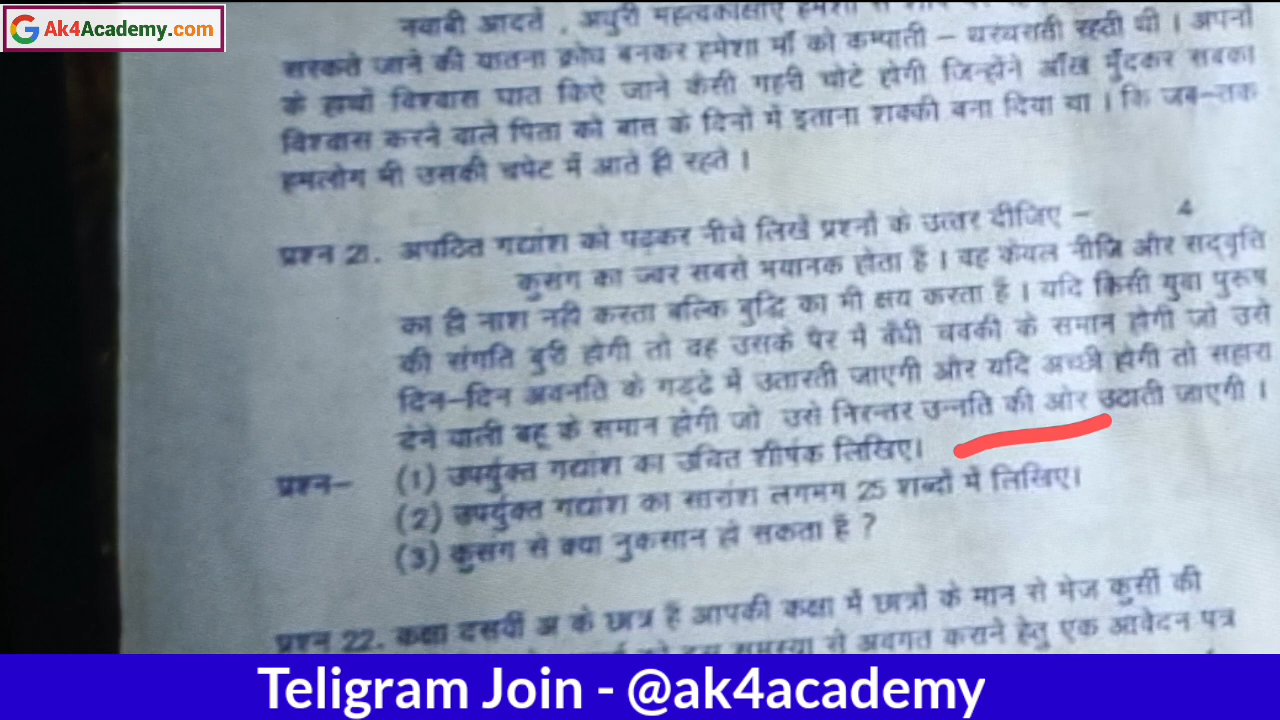 Ak4Academy.com
नवाबी आदतें , अधुरी महत्वकांक्षाएं हमेशा से
सरकते जाने की यातना क्रोध बनकर हमेशा माँ को कम्पाती – थरथराती रहती थी । अपनों
के हाथों विश्वास घात किऐ जाने कैसी गहरी चोटे होगी जिन्होंने आँख मुँदकर सबका
विश्वास करने वाले पिता को बात के दिनों में इताना शक्की बना दिया था । कि जब–तक
हमलोग भी उसकी चपेट में आते ही रहते ।
प्रश्न 21. अपठित गद्यांश को पढ़कर नीचे लिखें प्रश्नों के उत्तर दीजिए – 4
कुसंग का ज्वर सबसे भयानक होता है । वह केवल नीति और सद्वृति
का ही नाश नही करता बल्कि बुद्धि का भी क्षय करता है । यदि किसी युवा पुरूष
की संगति बुरी होगी तो वह उसके पैर में बँधी चक्की के समान होगी जो उसे
दिन–दिन अवनति के गड्ढे में उतारती जाएगी और यदि अच्छी होगी तो सहारा
देने वाली बहू के समान होगी जो उसे निरन्तर उन्नति की ओर उठाती जाएगी ।
प्रश्न– (1) उपर्युक्त गद्यांश का उचित शीर्षक लिखिए।
(2) उपर्युक्त गद्यांश का सारांश लगभग 25 शब्दों में लिखिए।
(3) कुसंग से क्या नुकसान हो सकता है ?
प्रश्न 22. कक्षा दसवीं अ के छात्र है आपकी कक्षा में छात्रों के मान से मेज कुर्सी की
समस्या से अवगत कराने हेतु एक आवेदन पत्र
Teligram Join - @ak4academy